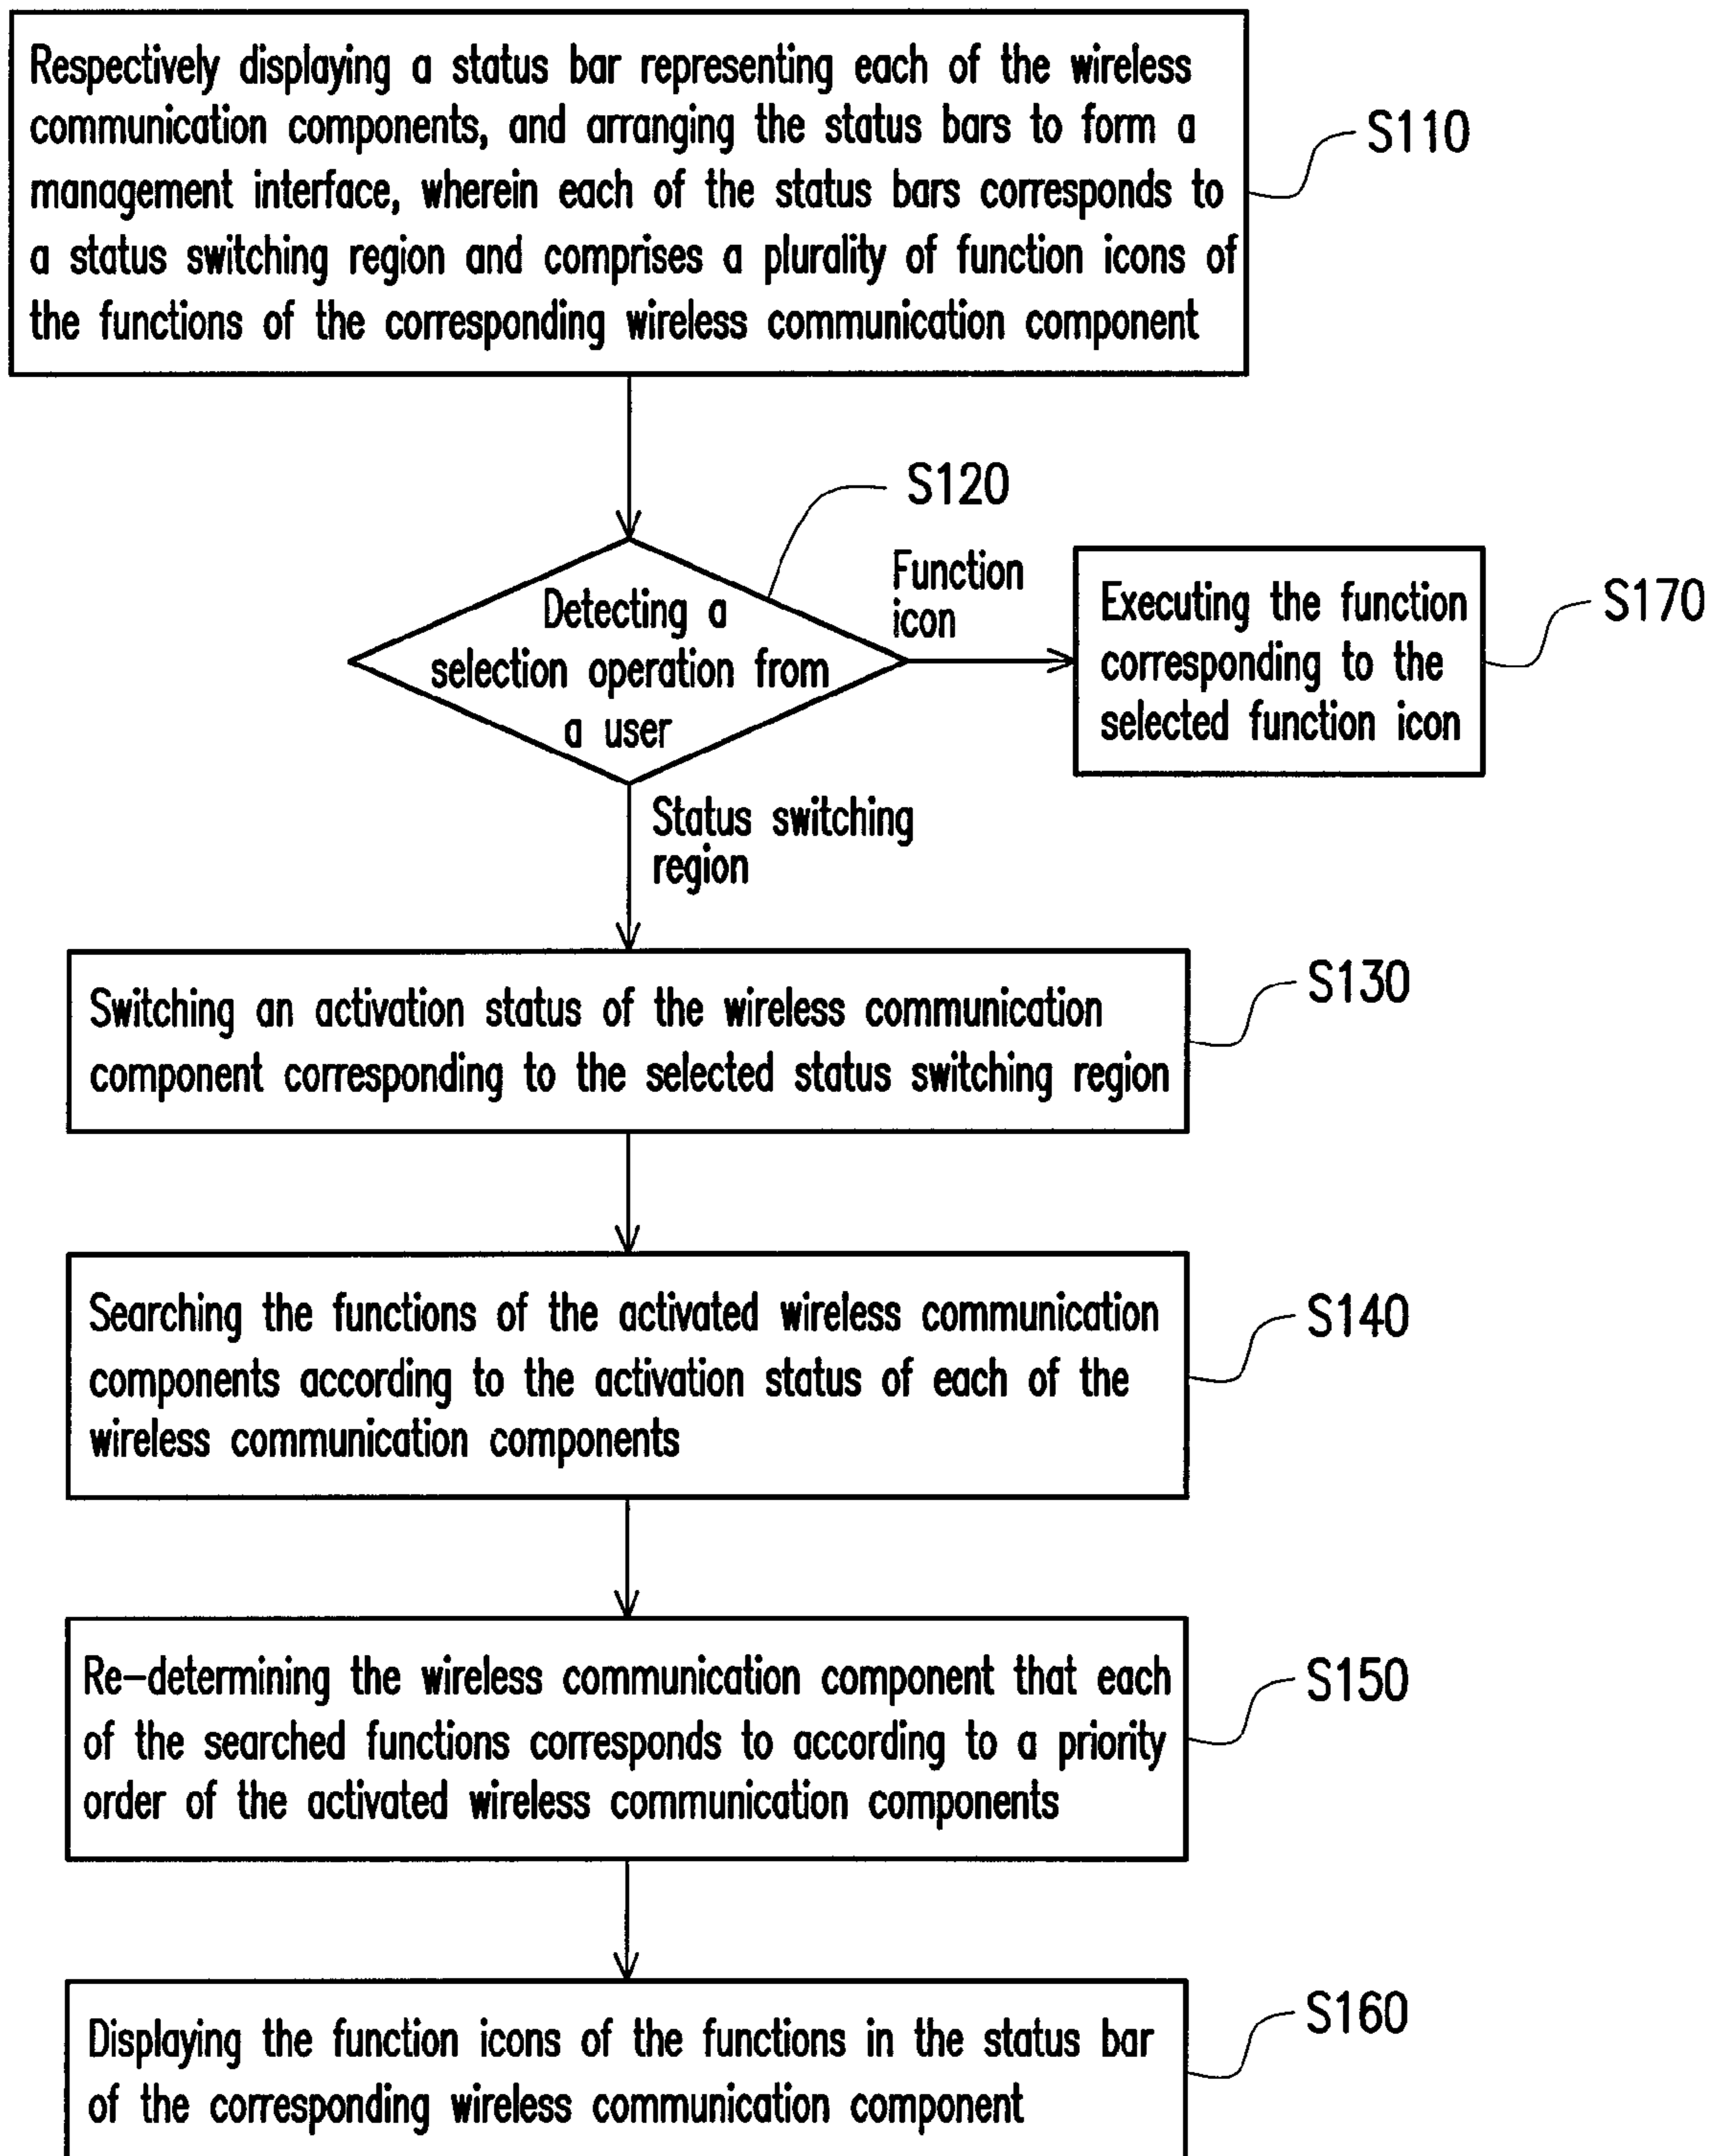 Respectively displaying a status bar representing each of the wireless
communication components, and arranging the status bars to form a
management interface, wherein each of the status bars corresponds to
a status switching region and comprises a plurality of function icons of
the functions of the corresponding wireless communication component
S110
S120
Detecting a
selection operation from
a user
Function
icon
Executing the function
corresponding to the
selected function icon
S170
Status switching
region
Switching an activation status of the wireless communication
component corresponding to the selected status switching region
S130
Searching the functions of the activated wireless communication
components according to the activation status of each of the
wireless communication components
S140
Re-determining the wireless communication component that each
of the searched functions corresponds to according to a priority
order of the activated wireless communication components
S150
Displaying the function icons of the functions in the status bar
of the corresponding wireless communication component
S160